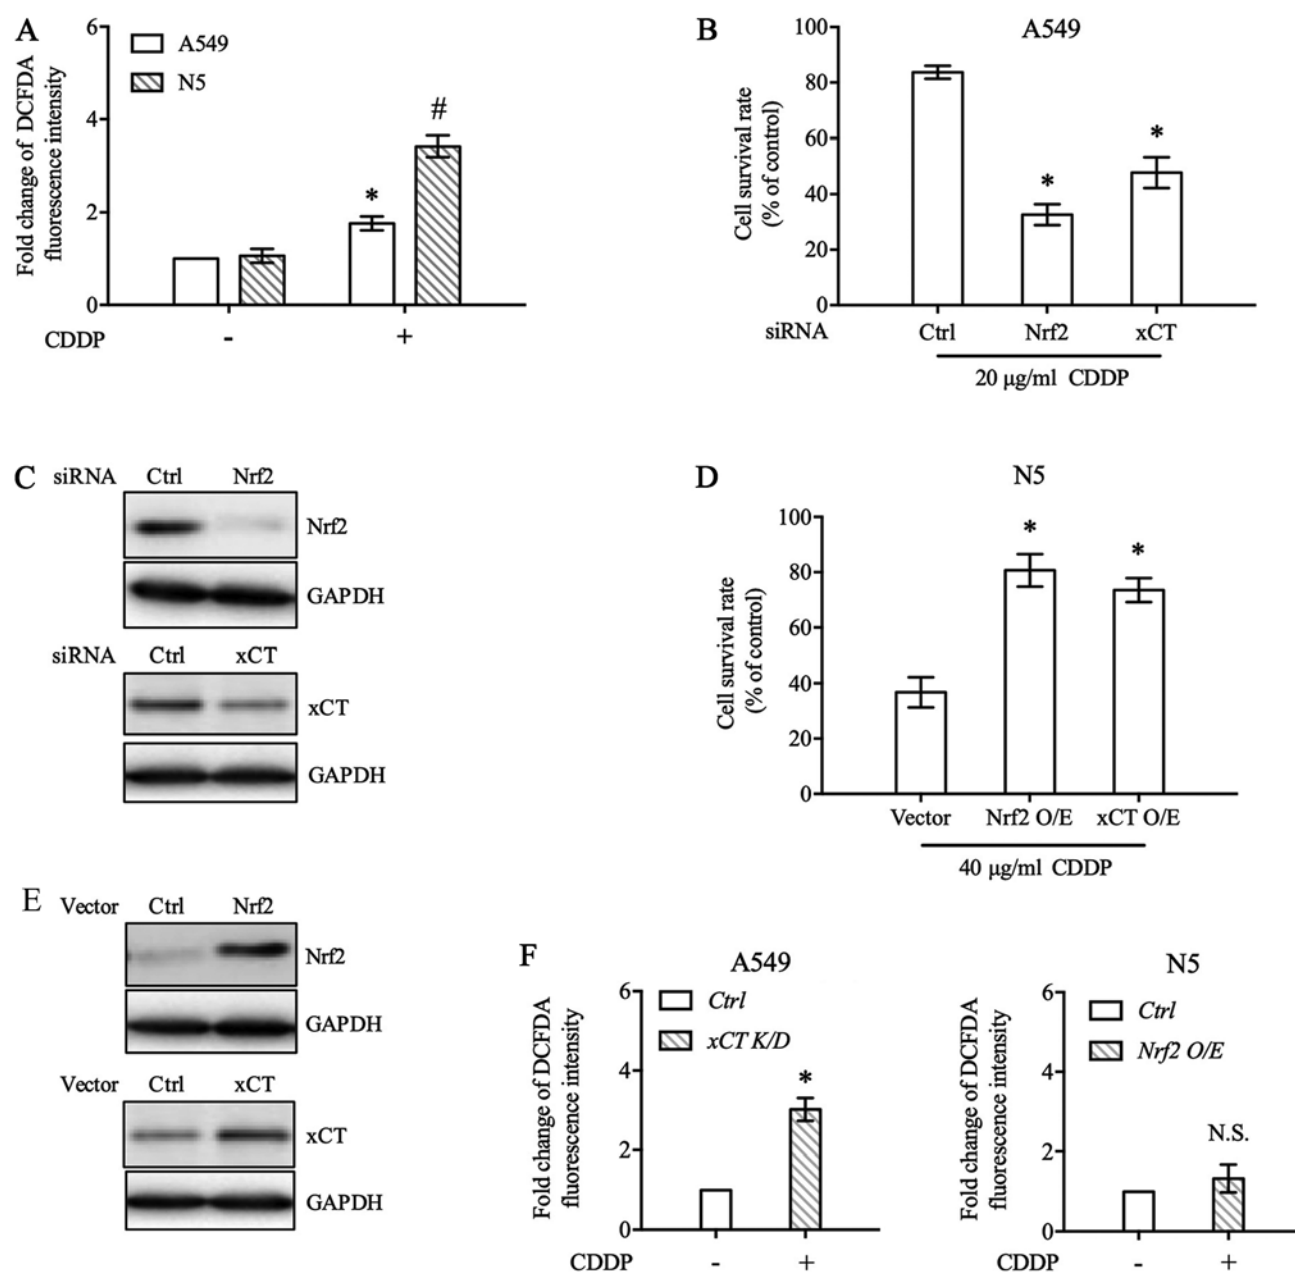 A
Fold change of DCFDA
fluorescence intensity
6
4
2
0
A549
N5
*
#
CDDP
-
+
B
A549
Cell survival rate
(% of control)
100
80
60
40
20
0
*
*
siRNA
Ctrl
Nrf2
xCT
20 μg/ml CDDP
C
siRNA Ctrl Nrf2
Nrf2
GAPDH
siRNA Ctrl xCT
xCT
GAPDH
D
N5
Cell survival rate
(% of control)
100
80
60
40
20
0
*
*
Vector
Nrf2 O/E
xCT O/E
40 μg/ml CDDP
E
Vector Ctrl Nrf2
Nrf2
GAPDH
Vector Ctrl xCT
xCT
GAPDH
F
A549
Fold change of DCFDA
fluorescence intensity
6
4
2
0
Ctrl
xCT K/D
*
CDDP
-
+
N5
Fold change of DCFDA
fluorescence intensity
6
4
2
0
Ctrl
Nrf2 O/E
N.S.
CDDP
-
+